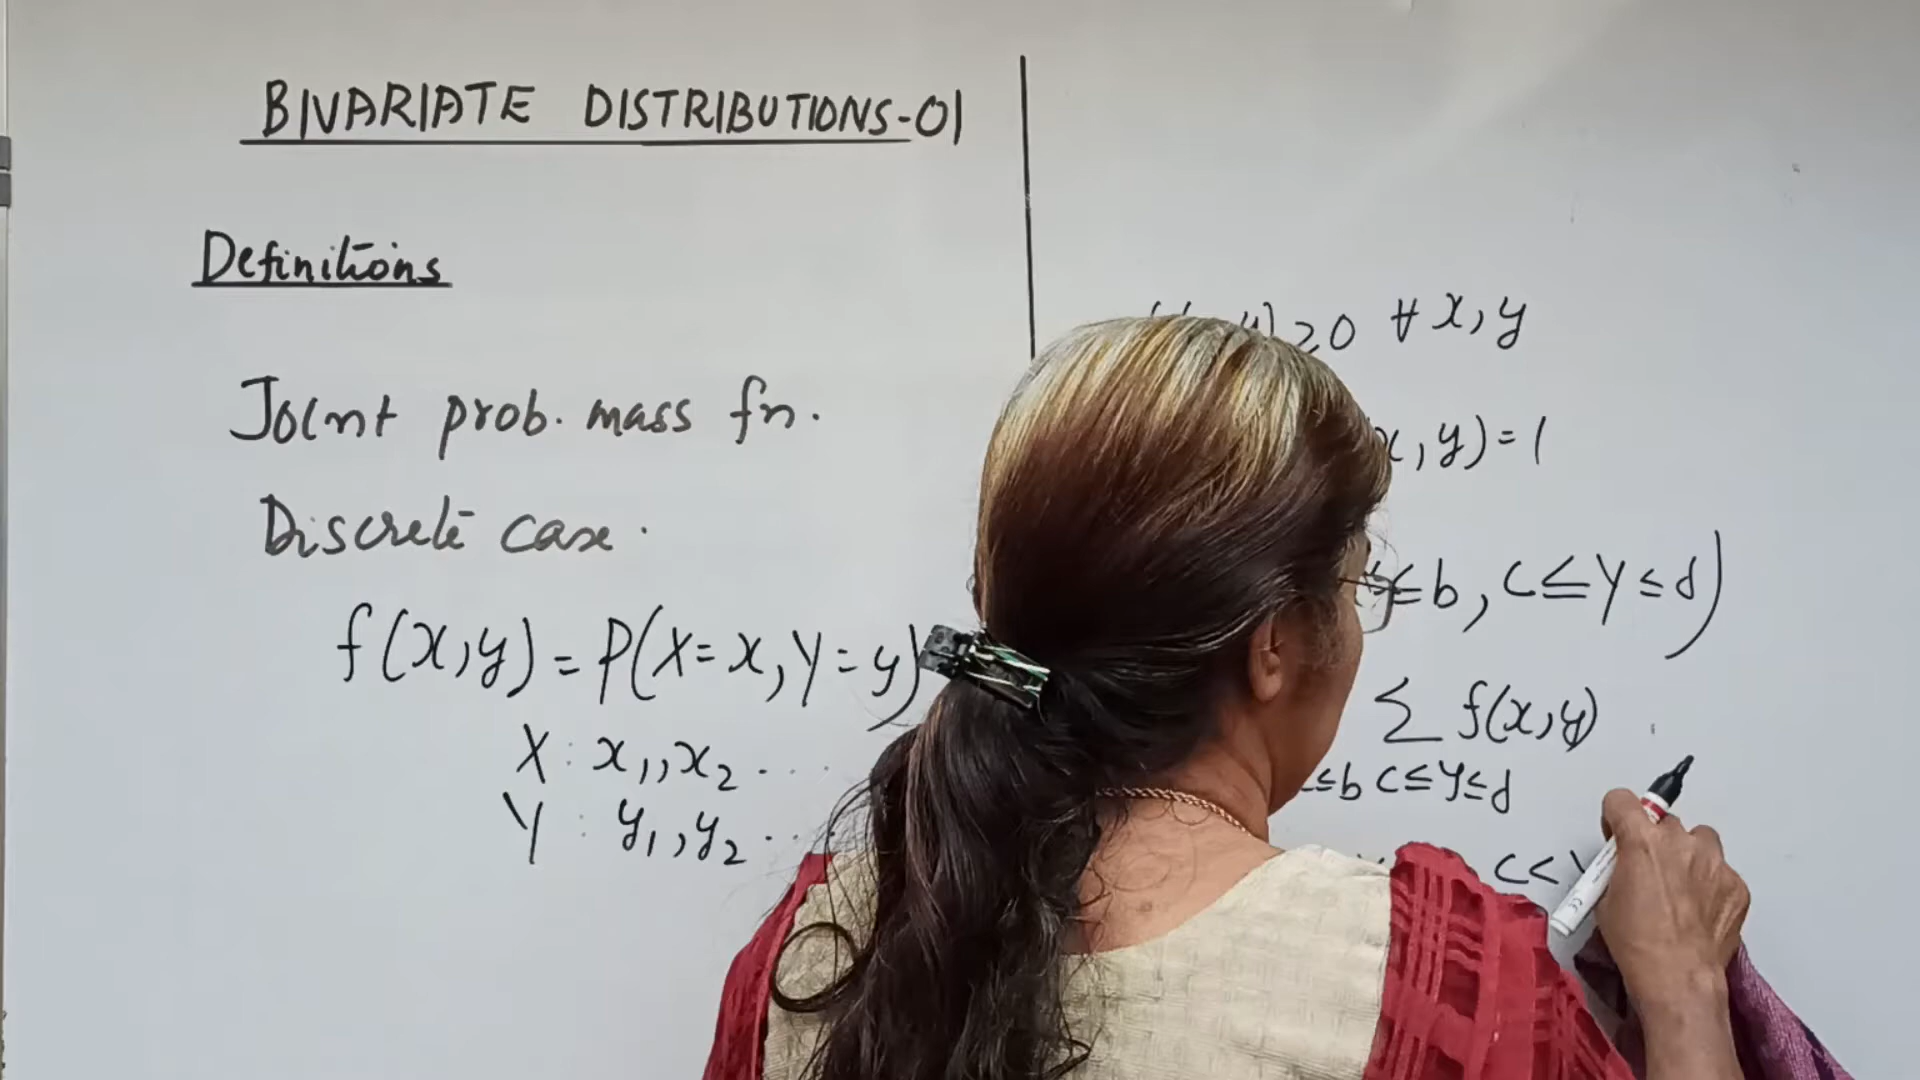 BIVARIATE DISTRIBUTIONS-01
Definitions
Joint prob. mass fn.
Discrete case.
f(x,y) = P(X=x, Y=y)
X : x₁,, x₂ ....
Y : y₁, y₂ ...
≥0 ∀ x, y
, y) = 1
≤b, c≤Y≤d)
∑ f(x,y)
≤b c≤y≤d
c<